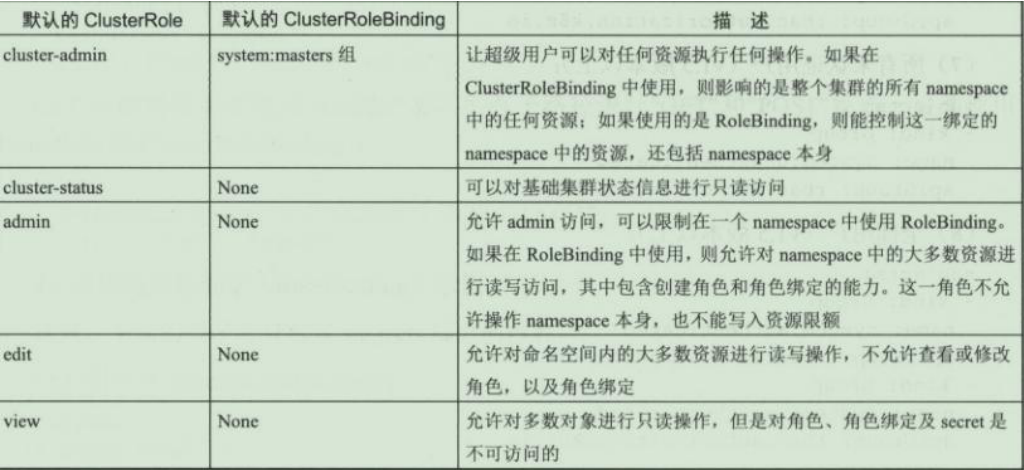 默认的 ClusterRole 默认的 ClusterRoleBinding 描 述
cluster-admin system:masters 组 让超级用户可以对任何资源执行任何操作。如果在
ClusterRoleBinding 中使用，则影响的是整个集群的所有 namespace
中的任何资源；如果使用的是 RoleBinding，则能控制这一绑定的
namespace 中的资源，还包括 namespace 本身
cluster-status None 可以对基础集群状态信息进行只读访问
admin None 允许 admin 访问，可以限制在一个 namespace 中使用 RoleBinding。
如果在 RoleBinding 中使用，则允许对 namespace 中的大多数资源进
行读写访问，其中包含创建角色和角色绑定的能力。这一角色不允
许操作 namespace 本身，也不能写入资源限额
edit None 允许对命名空间内的大多数资源进行读写操作，不允许查看或修改
角色，以及角色绑定
view None 允许对多数对象进行只读操作，但是对角色、角色绑定及 secret 是
不可访问的